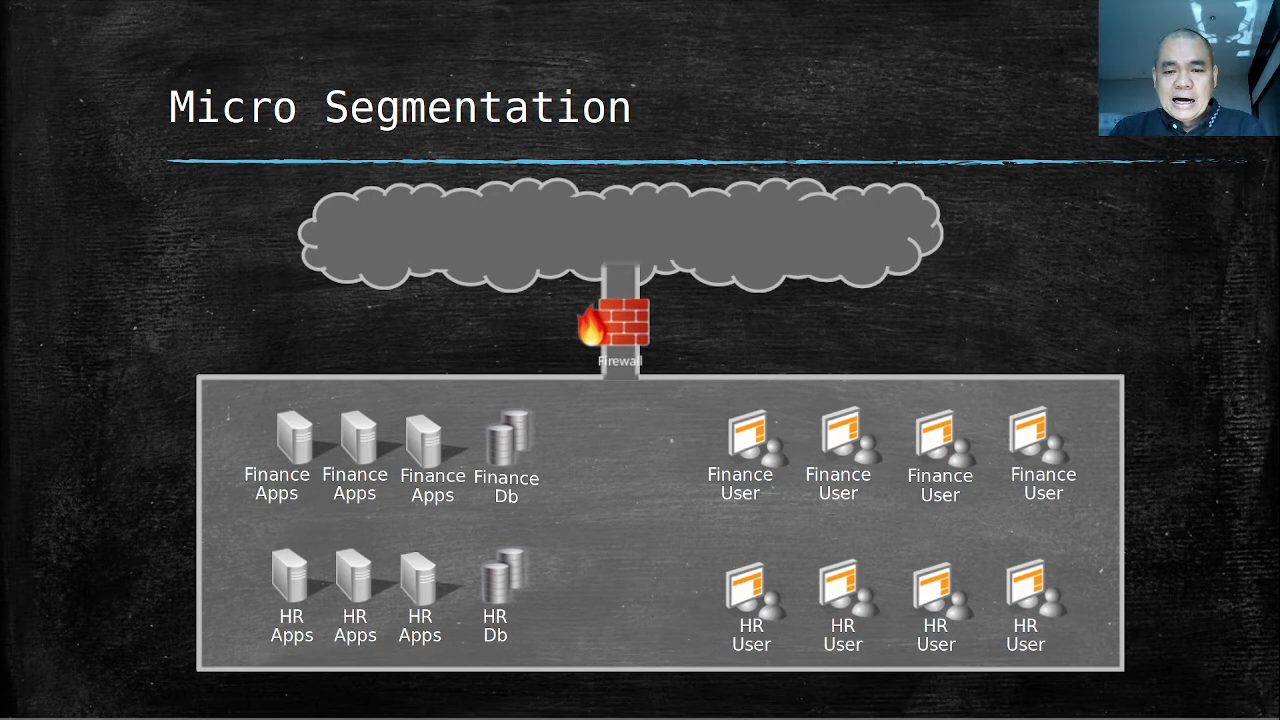 Micro Segmentation
Firewall
Finance Apps
Finance Apps
Finance Apps
Finance Db
Finance User
Finance User
Finance User
Finance User
HR Apps
HR Apps
HR Apps
HR Db
HR User
HR User
HR User
HR User